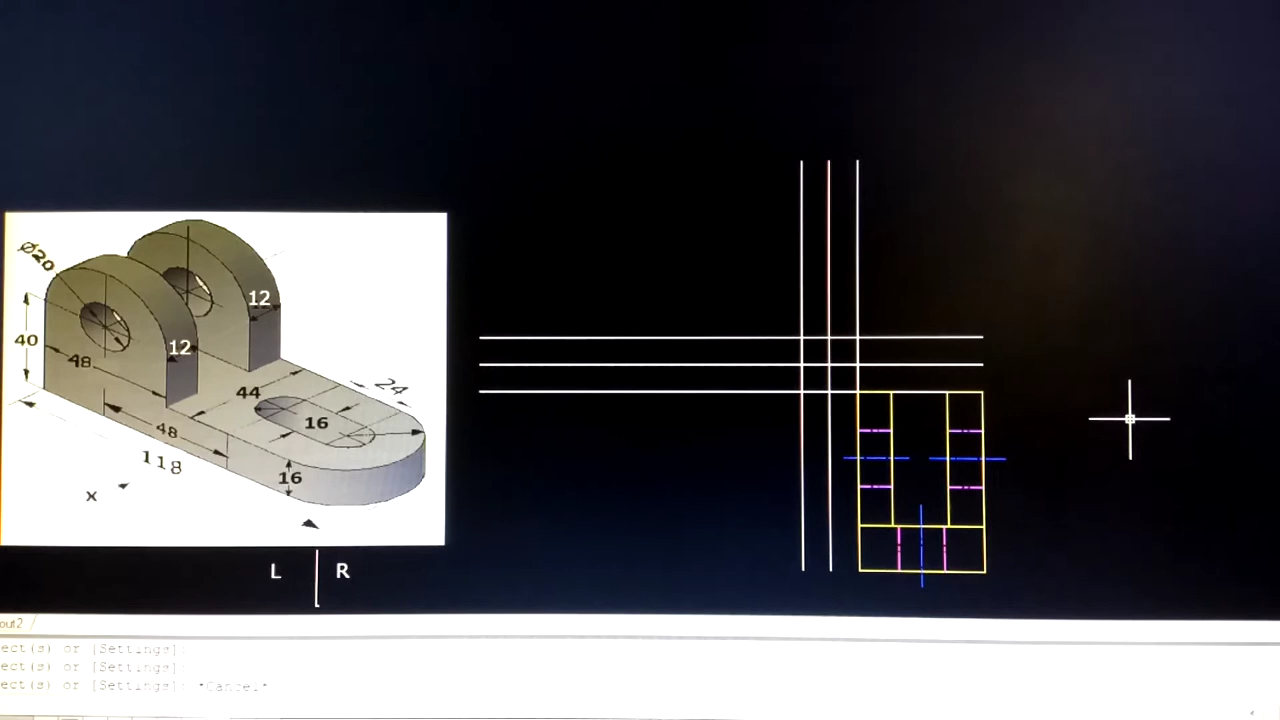 Ø20
12
12
40
48
44
24
48
16
118
16
x
L R
out2
ect(s) or [Settings]:
ect(s) or [Settings]:
ect(s) or [Settings]: *Cancel*